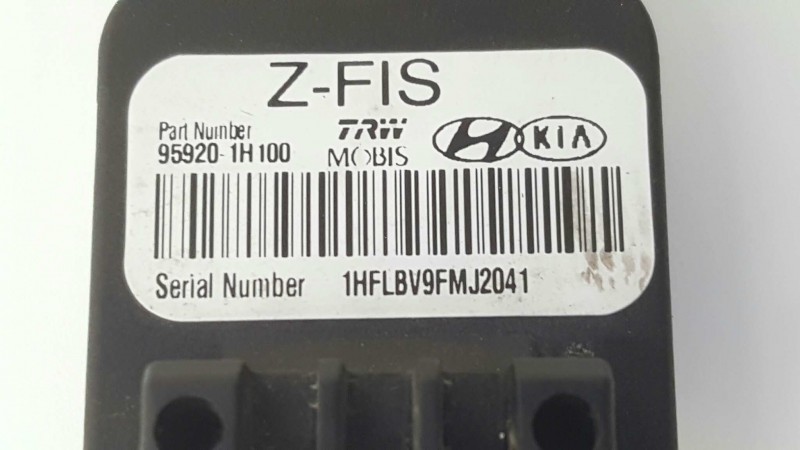 Z-FIS
Part Number TRW KIA
95920-1H100 MOBIS
Serial Number 1HFLBV9FMJ2041